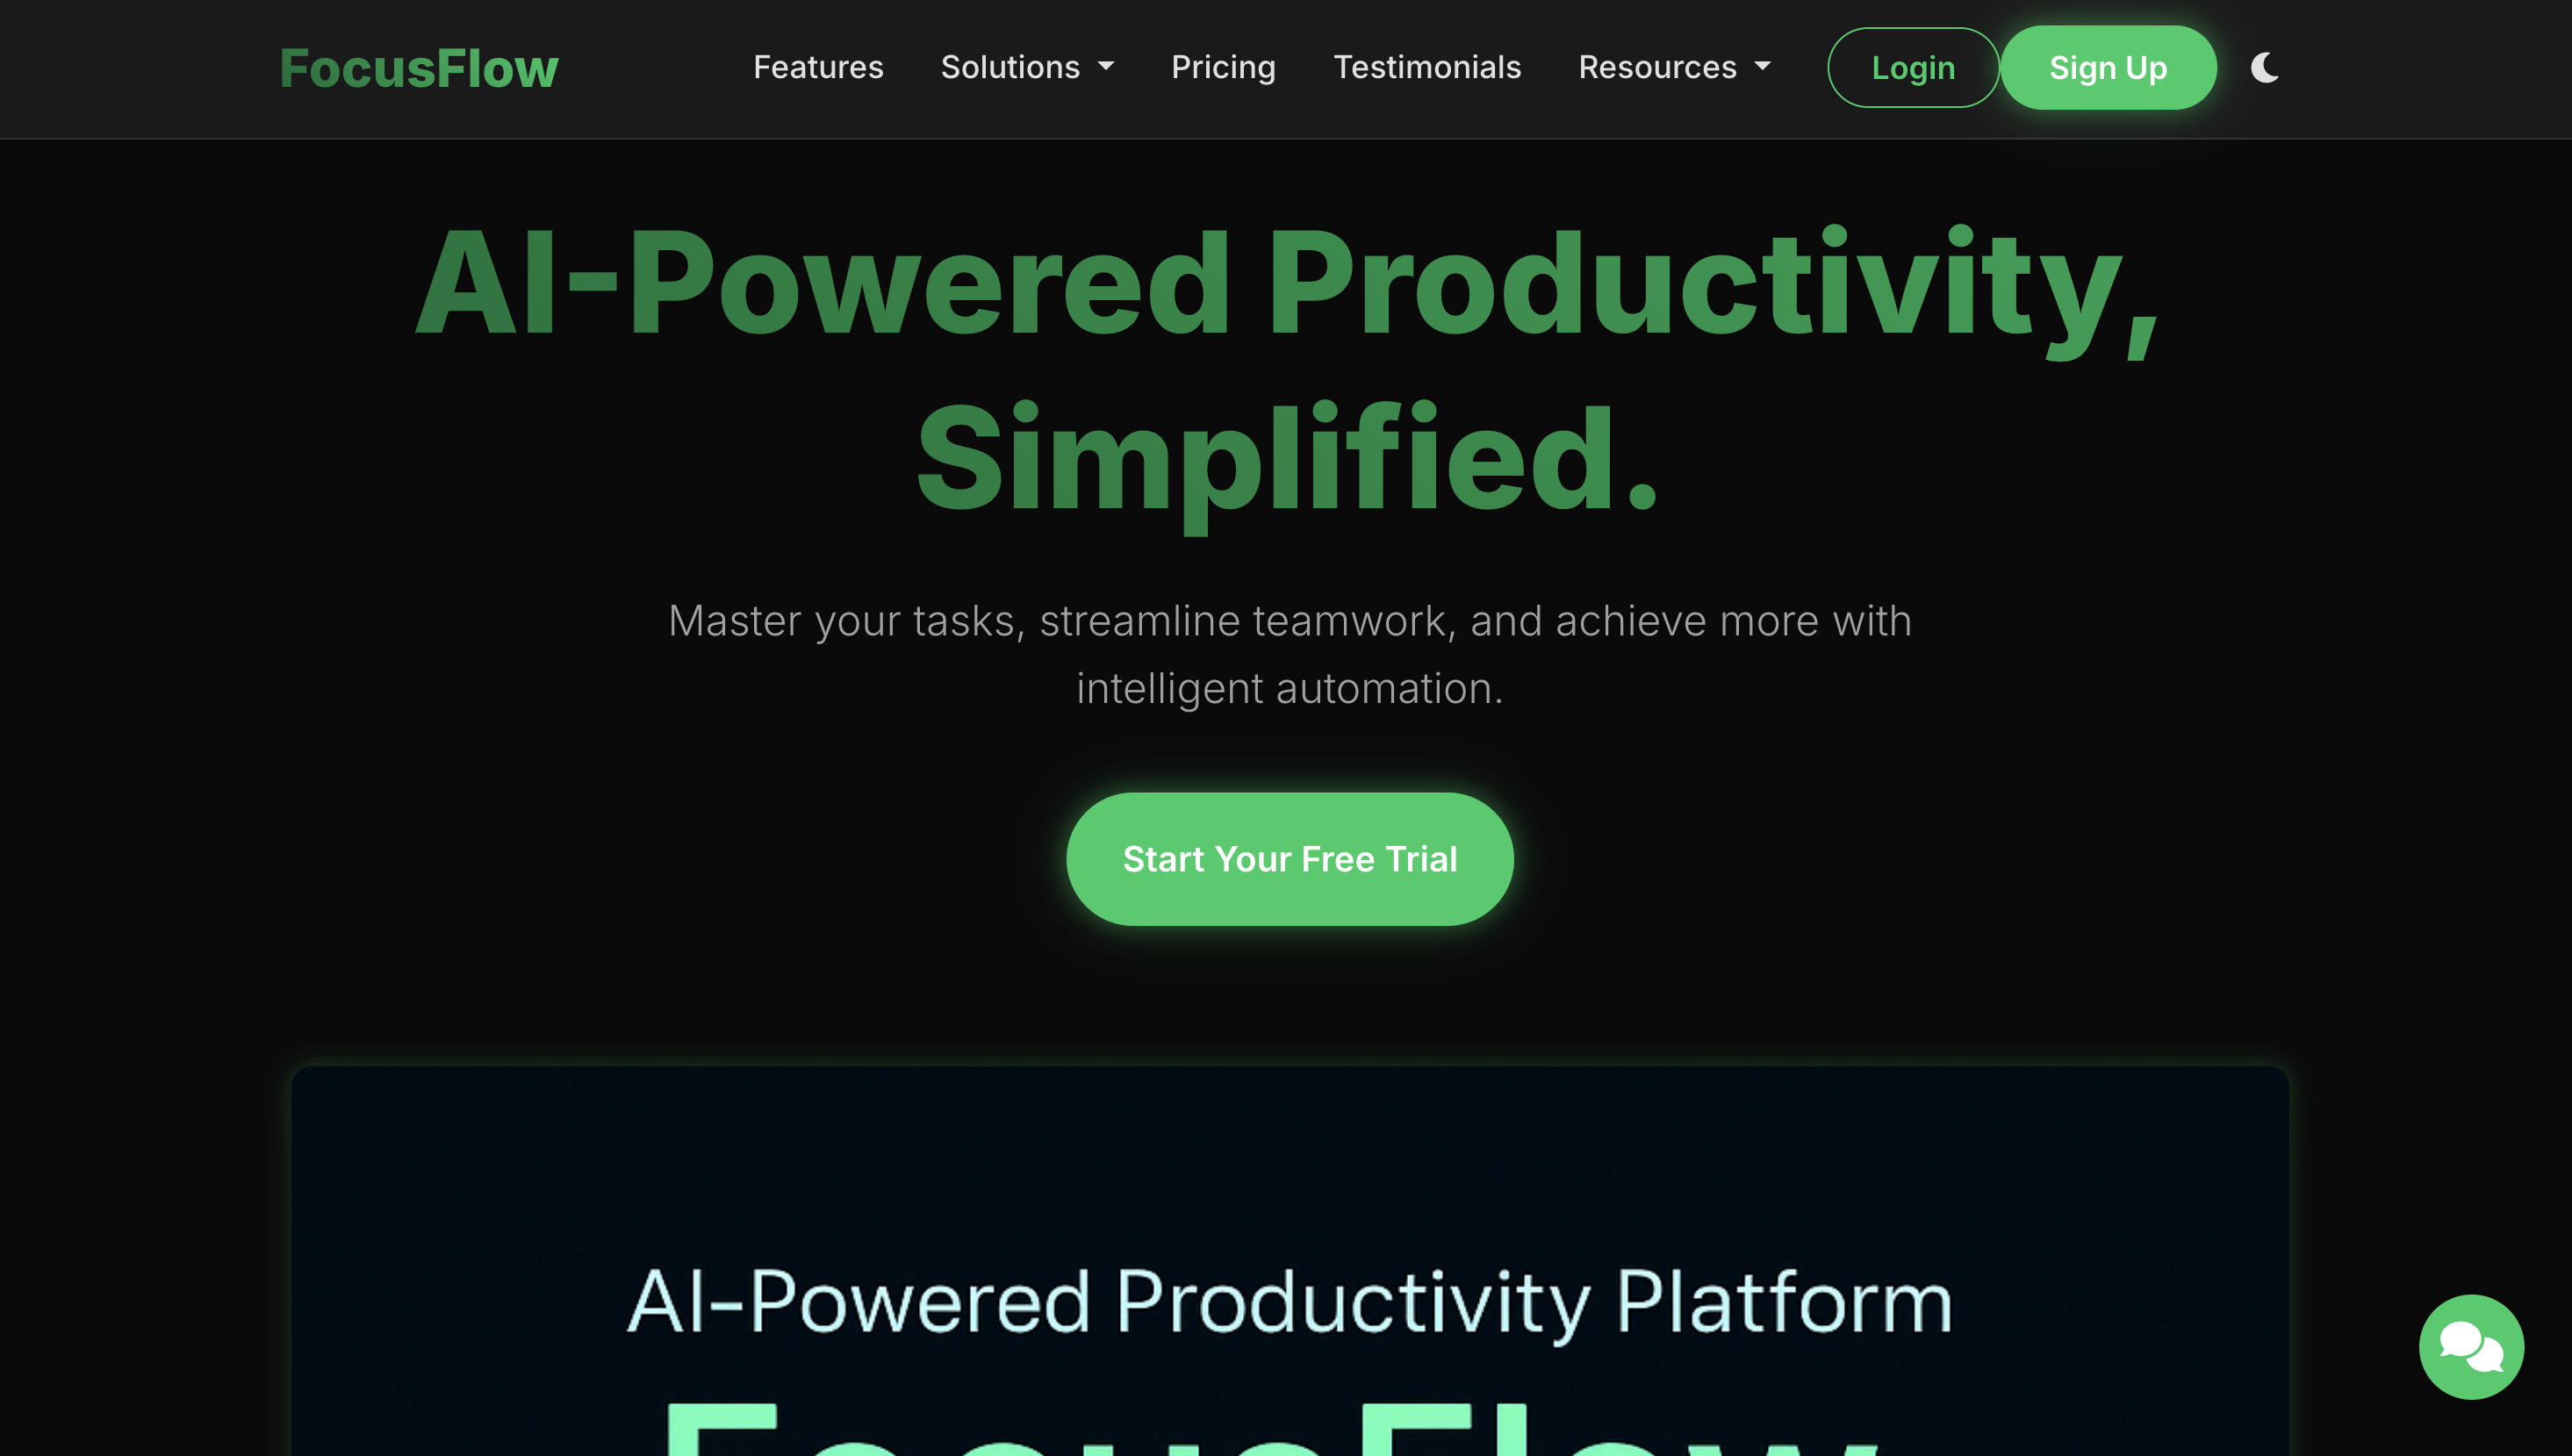 FocusFlow
Features
Solutions
Pricing
Testimonials
Resources
Login
Sign Up
AI-Powered Productivity,
Simplified.
Master your tasks, streamline teamwork, and achieve more with
intelligent automation.
Start Your Free Trial
AI-Powered Productivity Platform
FocusFlow